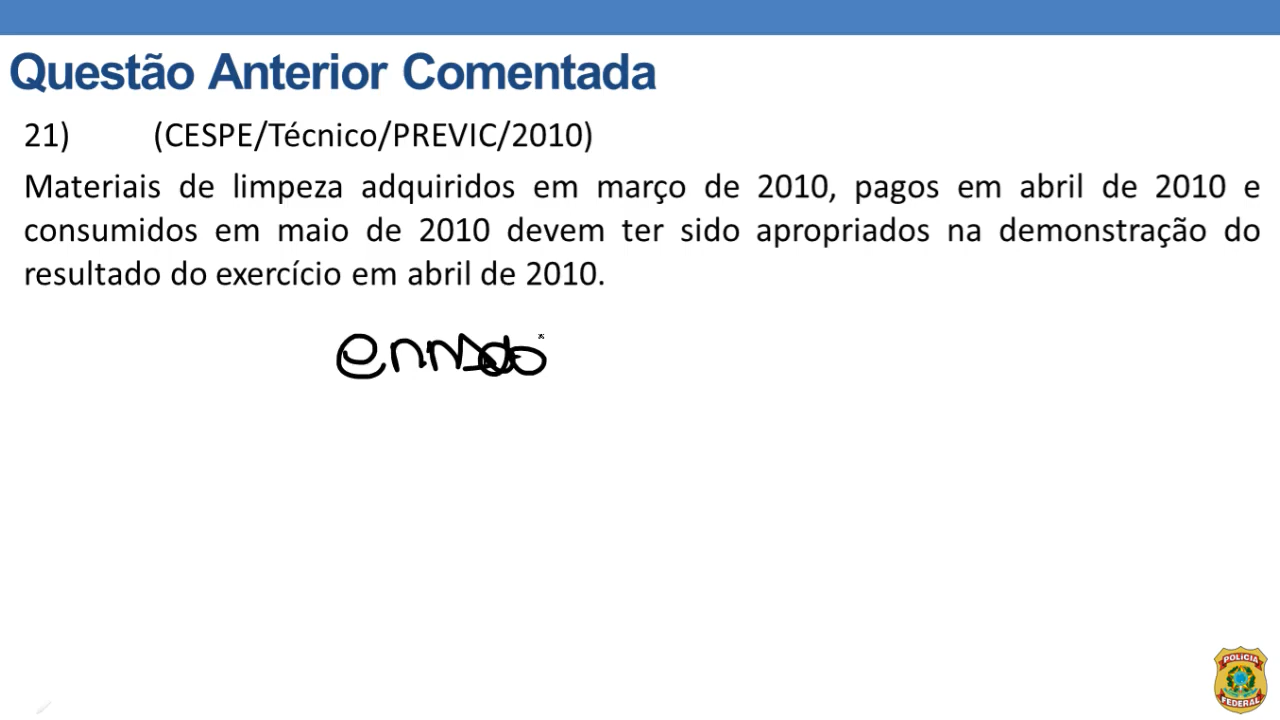 Questão Anterior Comentada
21) (CESPE/Técnico/PREVIC/2010)
Materiais de limpeza adquiridos em março de 2010, pagos em abril de 2010 e
consumidos em maio de 2010 devem ter sido apropriados na demonstração do
resultado do exercício em abril de 2010.
POLÍCIA
FEDERAL